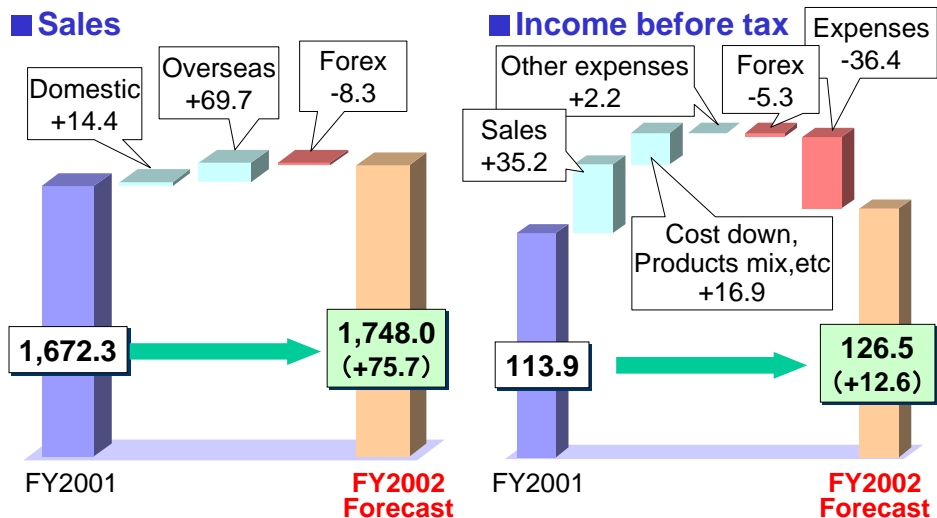 Sales
Domestic
+14.4
Overseas
+69.7
Forex
-8.3
1,672.3
1,748.0
(+75.7)
FY2001
FY2002
Forecast
Income before tax
Sales
+35.2
Other expenses
+2.2
Forex
-5.3
Expenses
-36.4
Cost down,
Products mix,etc
+16.9
113.9
126.5
(+12.6)
FY2001
FY2002
Forecast